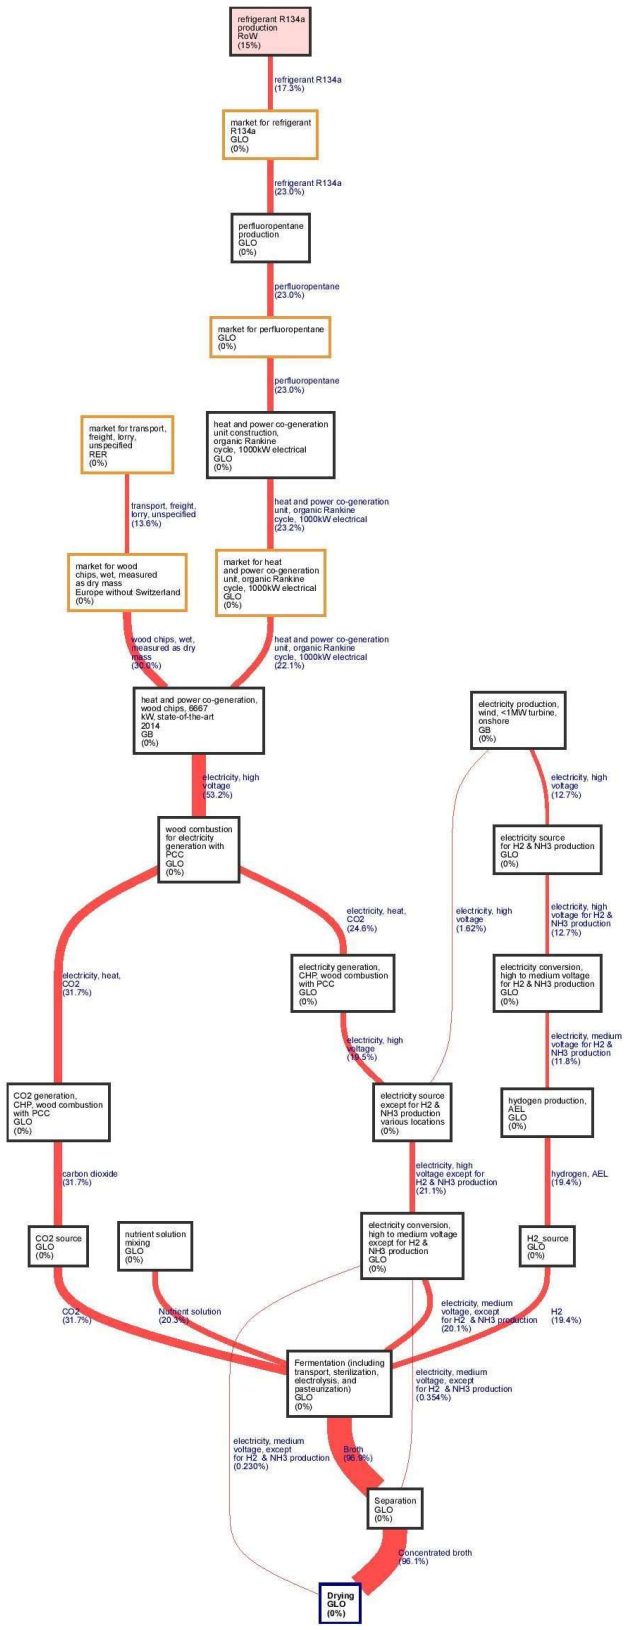 refrigerant R134a
production
RoW
(15%)
refrigerant R134a
(17.3%)
market for refrigerant
R134a
GLO
(0%)
refrigerant R134a
(23.0%)
perfluoropentane
production
GLO
(0%)
perfluoropentane
(23.0%)
market for perfluoropentane
GLO
(0%)
perfluoropentane
(23.0%)
market for transport,
freight, lorry,
unspecified
RER
(0%)
heat and power co-generation
unit construction,
organic Rankine
cycle, 1000kW electrical
GLO
(0%)
transport, freight,
lorry, unspecified
(13.6%)
heat and power co-generation
unit, organic Rankine
cycle, 1000kW electrical
(23.2%)
market for wood
chips, wet, measured
as dry mass
Europe without Switzerland
(0%)
market for heat
and power co-generation
unit, organic Rankine
cycle, 1000kW electrical
GLO
(0%)
wood chips, wet,
measured as dry
mass
(30.0%)
heat and power co-generation
unit, organic Rankine
cycle, 1000kW electrical
(22.1%)
heat and power co-generation,
wood chips, 6667
kW, state-of-the-art
2014
GB
(0%)
electricity production,
wind, <1MW turbine,
onshore
GB
(0%)
electricity, high
voltage
(53.2%)
electricity, high
voltage
(12.7%)
wood combustion
for electricity
generation with
PCC
GLO
(0%)
electricity source
for H2 & NH3 production
GLO
(0%)
electricity, heat,
CO2
(24.6%)
electricity, high
voltage
(1.62%)
electricity, high
voltage for H2 &
NH3 production
(12.7%)
electricity, heat,
CO2
(31.7%)
electricity generation,
CHP, wood combustion
with PCC
GLO
(0%)
electricity conversion,
high to medium voltage
for H2 & NH3 production
GLO
(0%)
electricity, high
voltage
(19.5%)
electricity, medium
voltage for H2 &
NH3 production
(11.8%)
CO2 generation,
CHP, wood combustion
with PCC
GLO
(0%)
electricity source
except for H2 &
NH3 production
various locations
(0%)
hydrogen production,
AEL
GLO
(0%)
carbon dioxide
(31.7%)
electricity, high
voltage except for
H2 & NH3 production
(21.1%)
hydrogen, AEL
(19.4%)
CO2 source
GLO
(0%)
nutrient solution
mixing
GLO
(0%)
electricity conversion,
high to medium voltage
except for H2 &
NH3 production
GLO
(0%)
H2_source
GLO
(0%)
CO2
(31.7%)
Nutrient solution
(20.3%)
electricity, medium
voltage, except
for H2  & NH3 production
(20.1%)
H2
(19.4%)
Fermentation (including
transport, sterilization,
electrolysis, and
pasteurization)
GLO
(0%)
electricity, medium
voltage, except
for H2  & NH3 production
(0.354%)
electricity, medium
voltage, except
for H2  & NH3 production
(0.230%)
Broth
(96.9%)
Separation
GLO
(0%)
Concentrated broth
(96.1%)
Drying
GLO
(0%)